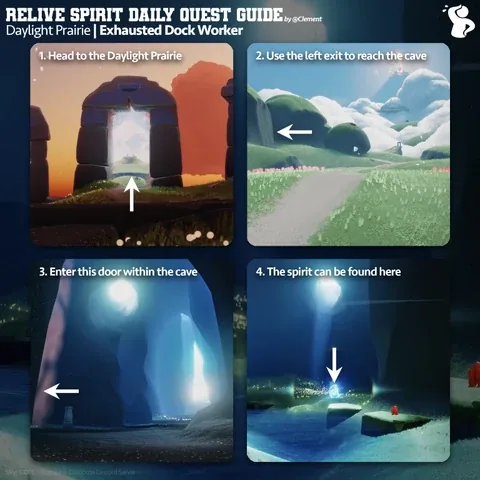 RELIVE SPIRIT DAILY QUEST GUIDE by @Clement
Daylight Prairie | Exhausted Dock Worker
1. Head to the Daylight Prairie
2. Use the left exit to reach the cave
3. Enter this door within the cave
4. The spirit can be found here